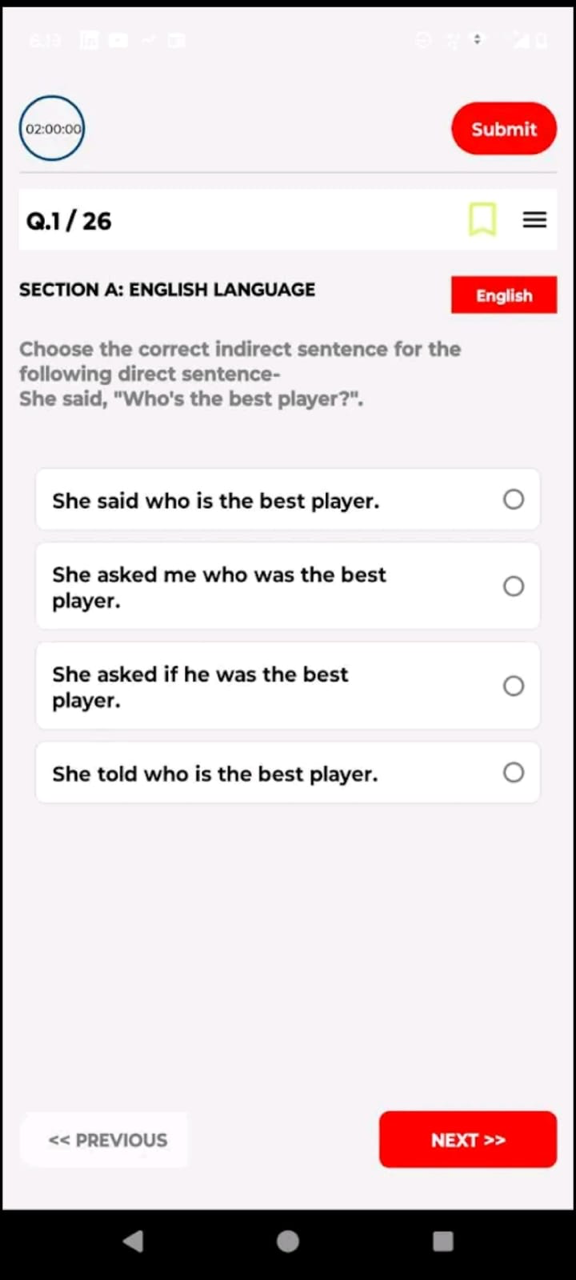 02:00:00
Submit
Q.1 / 26
SECTION A: ENGLISH LANGUAGE
English
Choose the correct indirect sentence for the
following direct sentence-
She said, "Who's the best player?".
She said who is the best player.
She asked me who was the best
player.
She asked if he was the best
player.
She told who is the best player.
<< PREVIOUS
NEXT >>